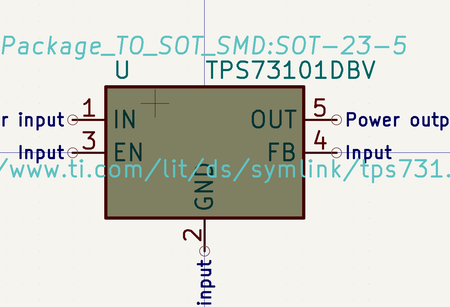 Package_TO_SOT_SMD:SOT-23-5
U TPS73101DBV
r input 1 IN OUT 5 Power outp
Input 3 EN FB 4 Input
/www.ti.com/lit/ds/symlink/tps731.
GND
2
input